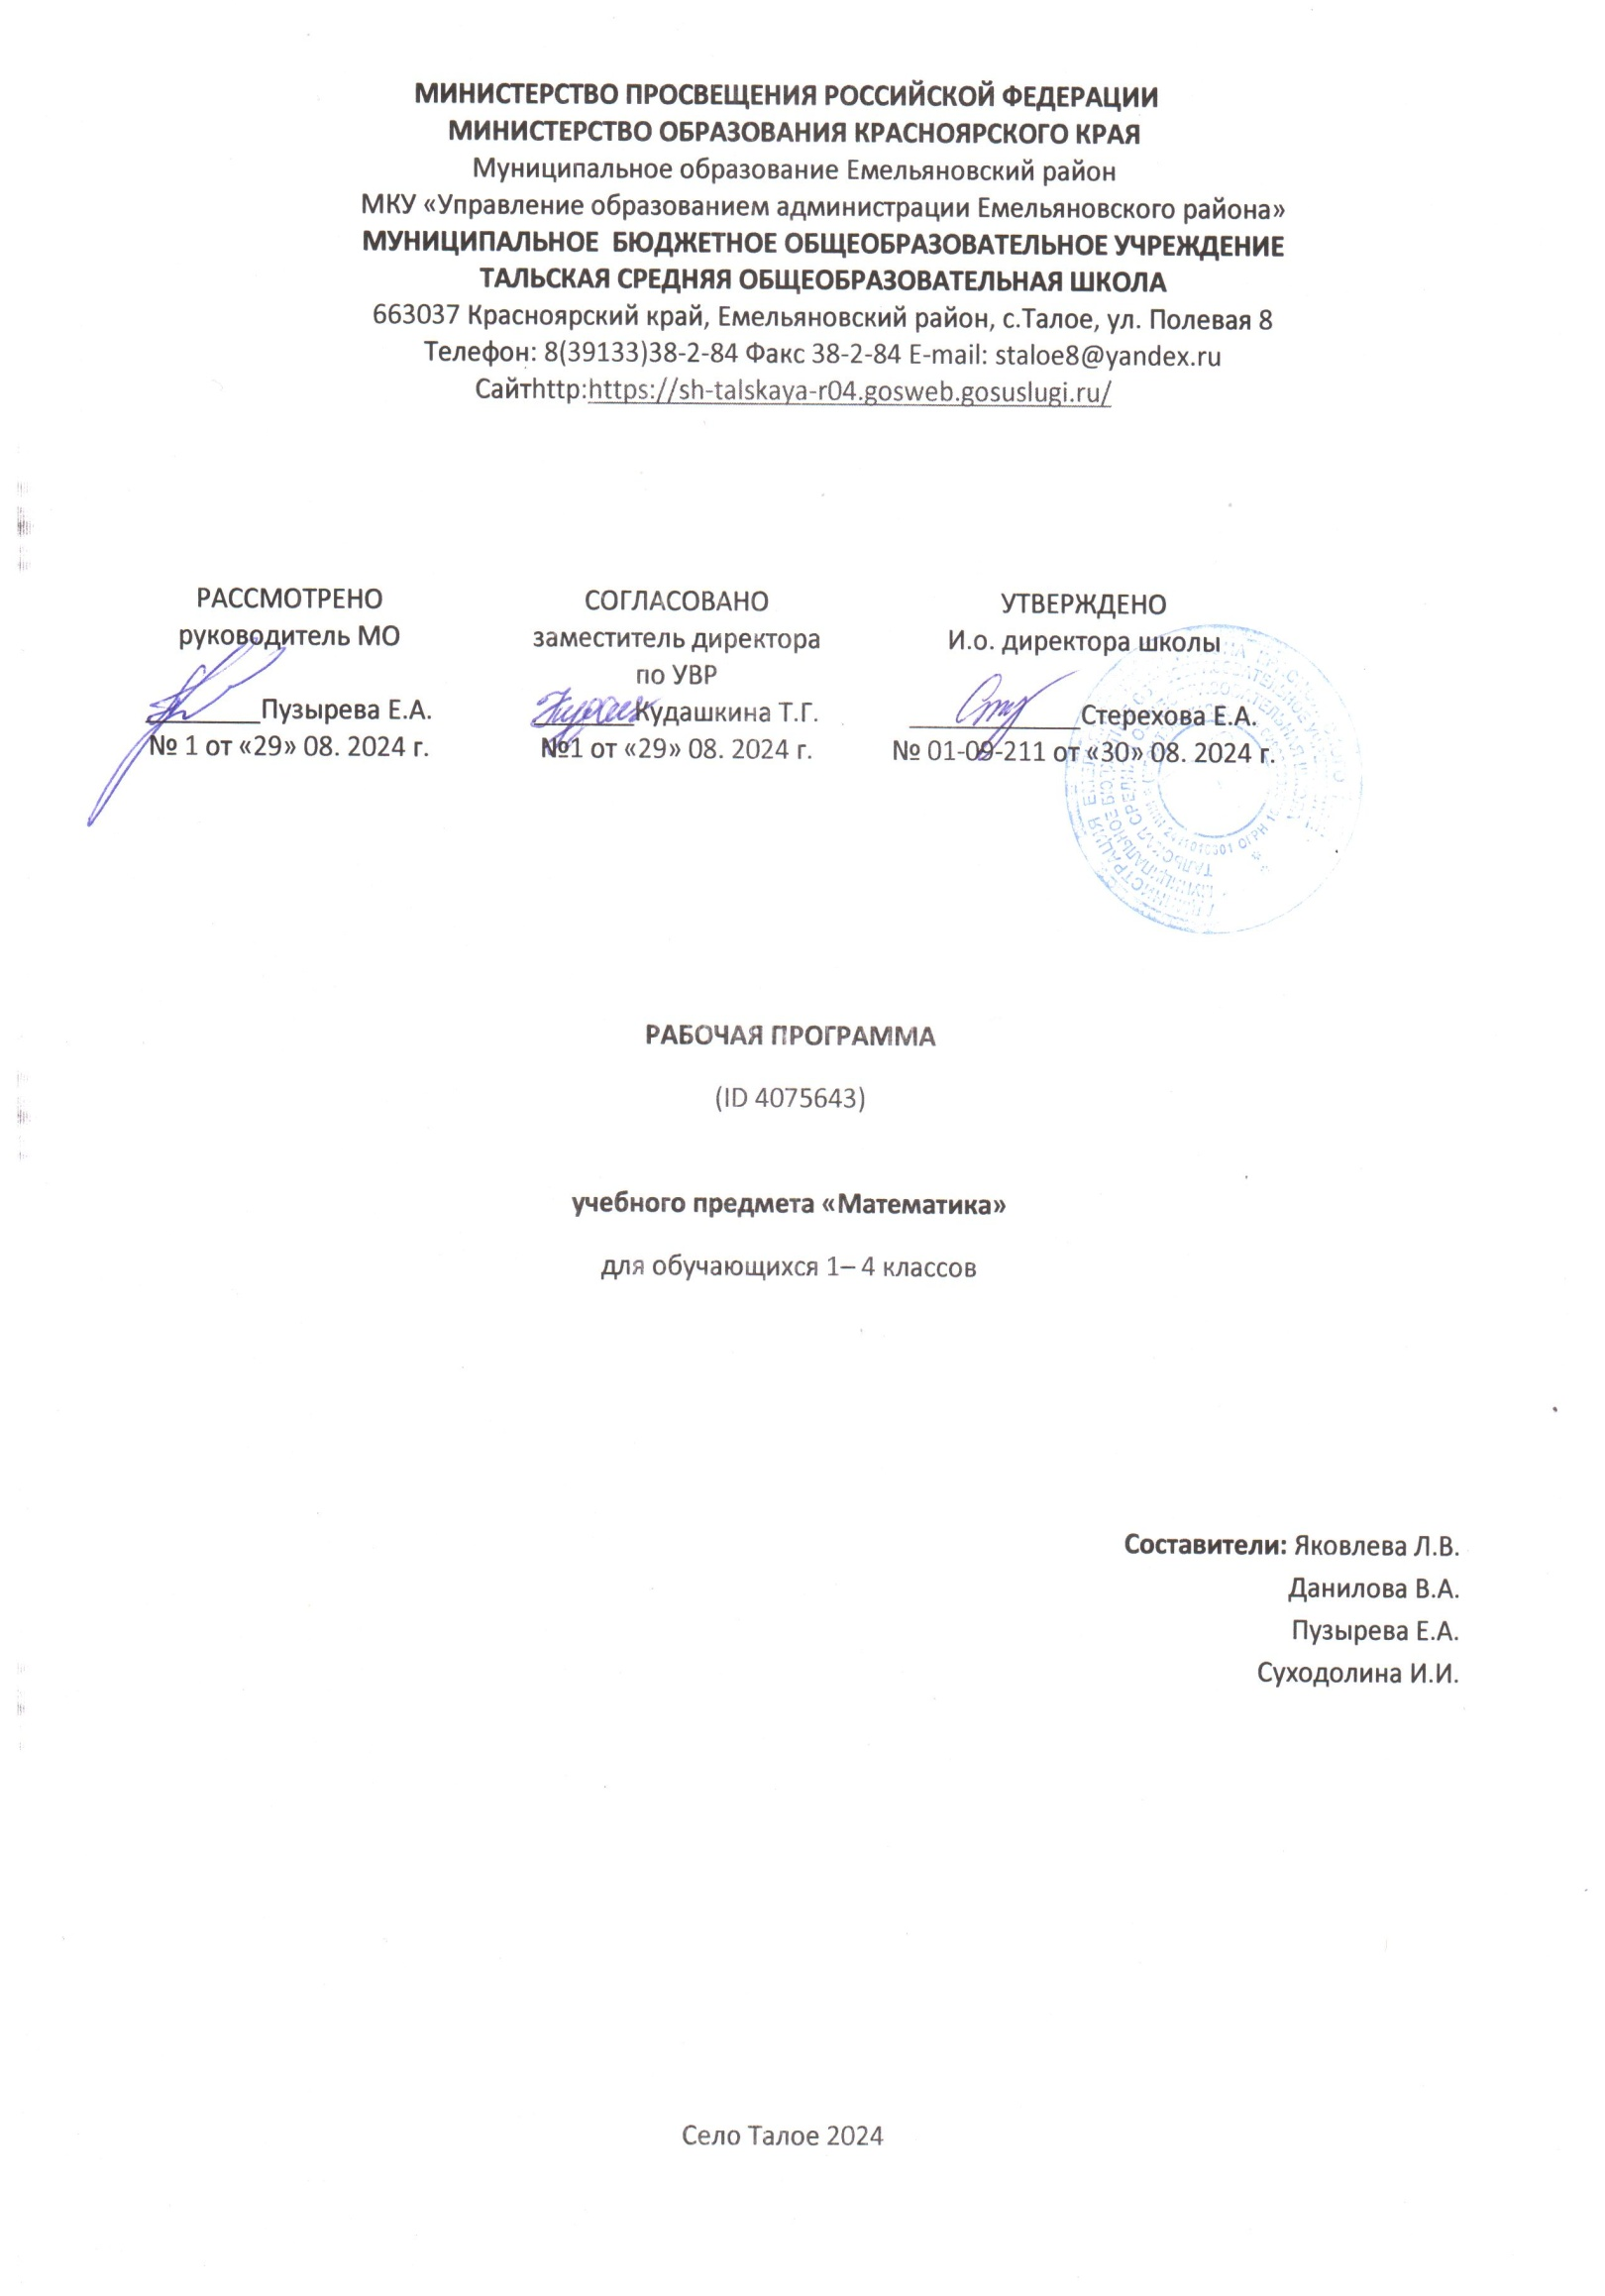 МИНИСТЕРСТВО ПРОСВЕЩЕНИЯ РОССИЙСКОЙ ФЕДЕРАЦИИ
МИНИСТЕРСТВО ОБРАЗОВАНИЯ КРАСНОЯРСКОГО КРАЯ
Муниципальное образование Емельяновский район
МКУ «Управление образованием администрации Емельяновского района»
МУНИЦИПАЛЬНОЕ БЮДЖЕТНОЕ ОБЩЕОБРАЗОВАТЕЛЬНОЕ УЧРЕЖДЕНИЕ
ТАЛЬСКАЯ СРЕДНЯЯ ОБЩЕОБРАЗОВАТЕЛЬНАЯ ШКОЛА
663037 Красноярский край, Емельяновский район, с.Талое, ул. Полевая 8
Телефон: 8(39133)38-2-84 Факс 38-2-84 E-mail: staloe8@yandex.ru
Сайтhttp:https://sh-talskaya-r04.gosweb.gosuslugi.ru/
РАССМОТРЕНО
руководитель МО
________Пузырева Е.А.
№ 1 от «29» 08. 2024 г.
СОГЛАСОВАНО
заместитель директора
по УВР
_______Кудашкина Т.Г.
№1 от «29» 08. 2024 г.
УТВЕРЖДЕНО
И.о. директора школы
____________Стерехова Е.А.
№ 01-09-211 от «30» 08. 2024 г.
РАБОЧАЯ ПРОГРАММА
(ID 4075643)
учебного предмета «Математика»
для обучающихся 1– 4 классов
Составители: Яковлева Л.В.
Данилова В.А.
Пузырева Е.А.
Суходолина И.И.
Село Талое 2024